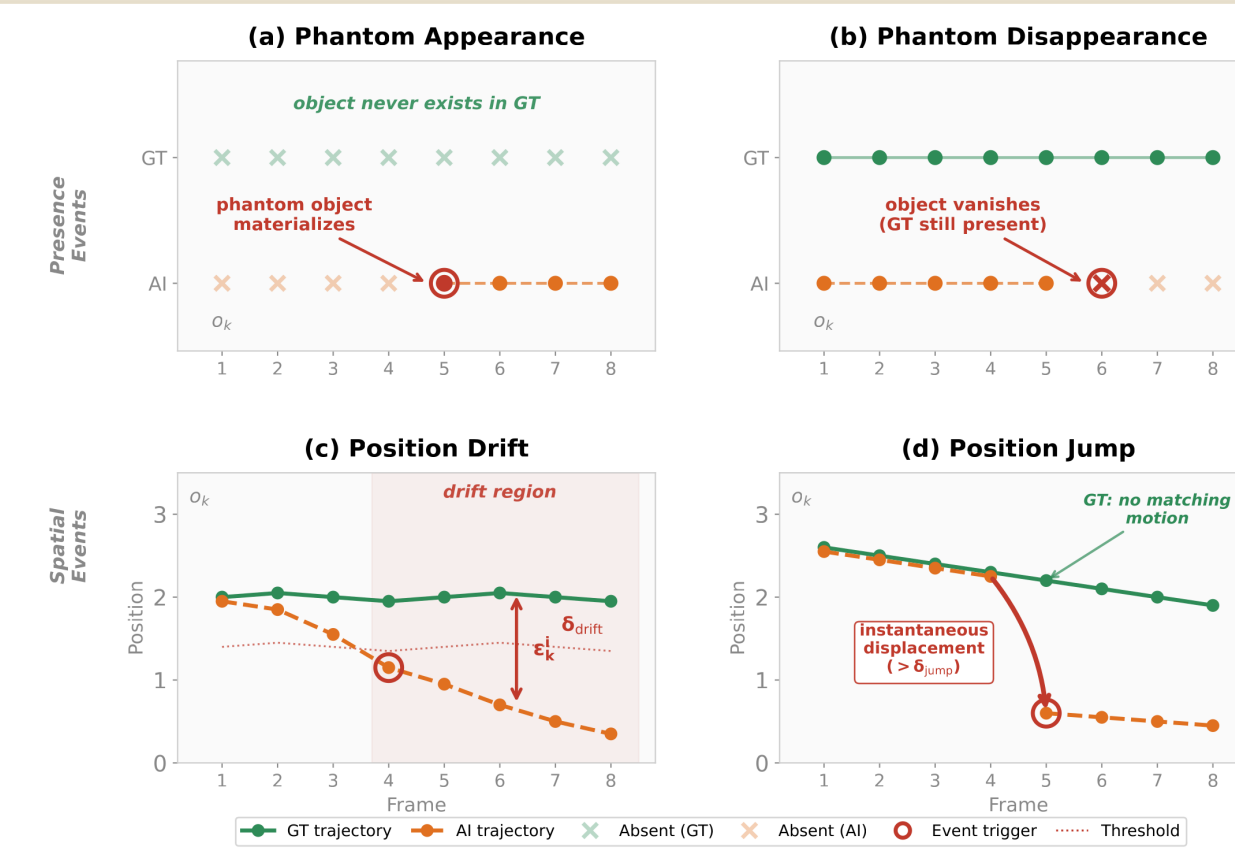 (a) Phantom Appearance
object never exists in GT
GT
phantom object
materializes
AI
o_k
1 2 3 4 5 6 7 8
Presence
Events
(b) Phantom Disappearance
GT
object vanishes
(GT still present)
AI
o_k
1 2 3 4 5 6 7 8
(c) Position Drift
o_k
drift region
3
2
1
0
Position
δ_drift
ε_k^i
1 2 3 4 5 6 7 8
Frame
Spatial
Events
(d) Position Jump
o_k
GT: no matching
motion
3
2
1
0
Position
instantaneous
displacement
(> δ_jump)
1 2 3 4 5 6 7 8
Frame
GT trajectory AI trajectory Absent (GT) Absent (AI) Event trigger Threshold